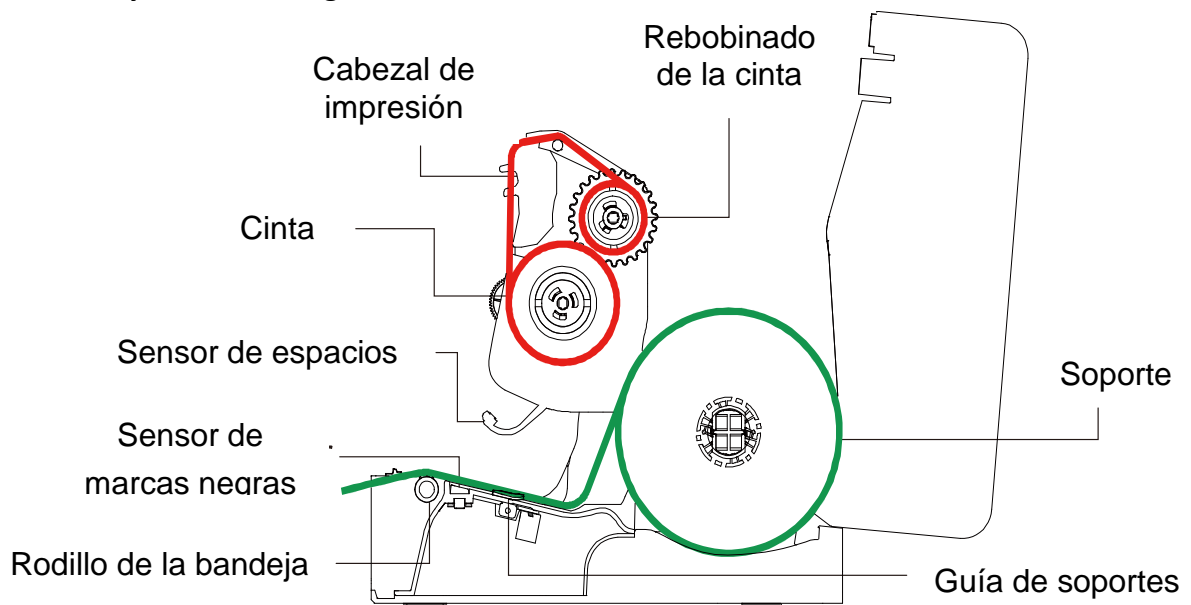 Rebobinado
de la cinta
Cabezal de
impresión
Cinta
Sensor de espacios
Soporte
Sensor de
marcas negras
Rodillo de la bandeja
Guía de soportes